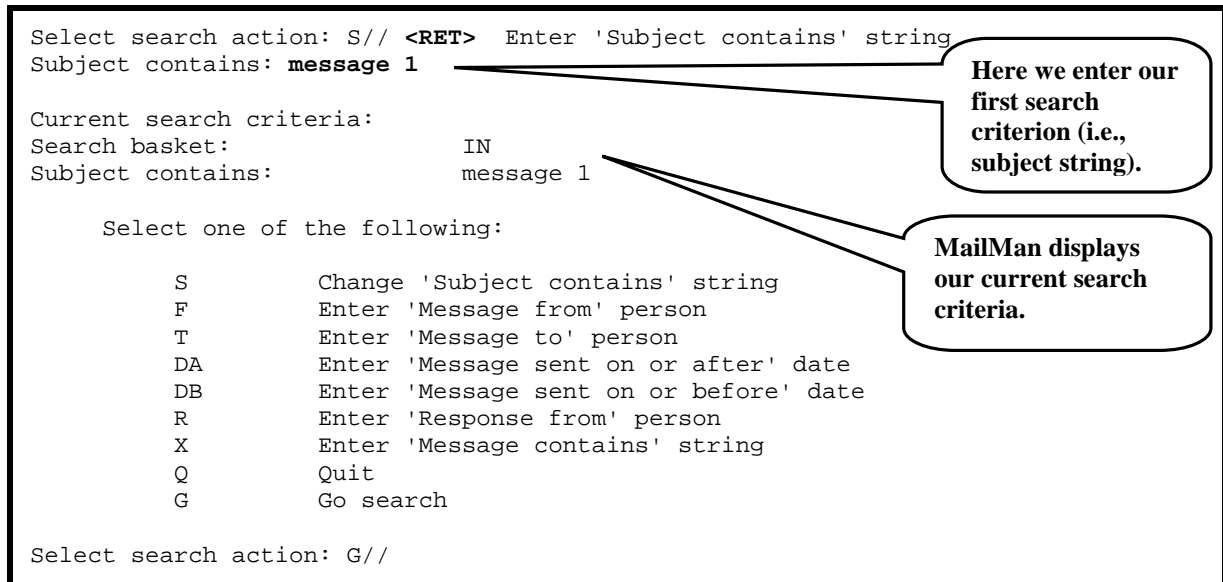 Select search action: S// <RET>  Enter 'Subject contains' string
Subject contains: message 1
Here we enter our
first search
criterion (i.e.,
subject string).
Current search criteria:
Search basket: IN
Subject contains: message 1
MailMan displays
our current search
criteria.
Select one of the following:
S Change 'Subject contains' string
F Enter 'Message from' person
T Enter 'Message to' person
DA Enter 'Message sent on or after' date
DB Enter 'Message sent on or before' date
R Enter 'Response from' person
X Enter 'Message contains' string
Q Quit
G Go search
Select search action: G//